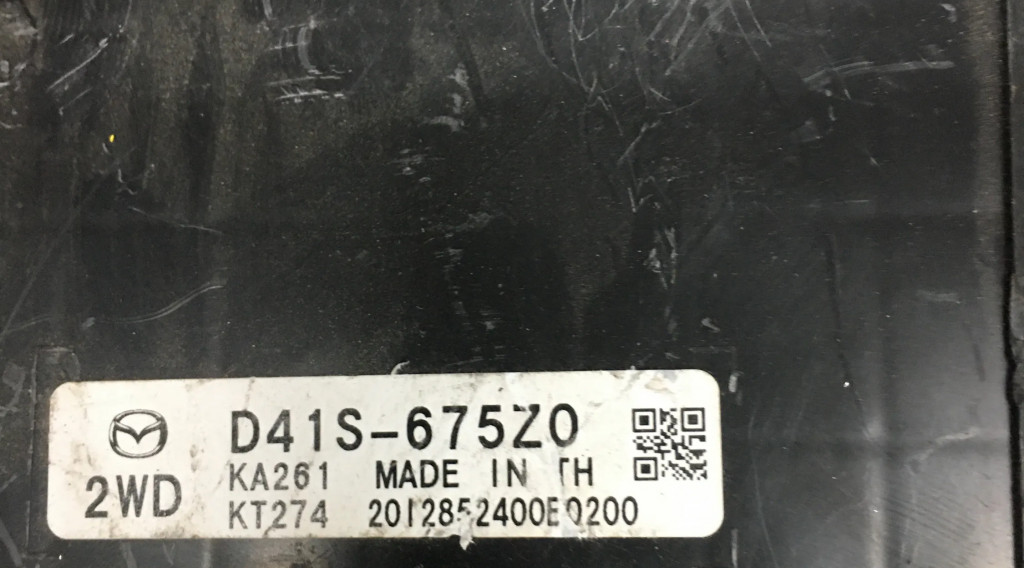 D41S-675Z0
2WD
KA261 MADE IN TH
KT274 2012852400E0200